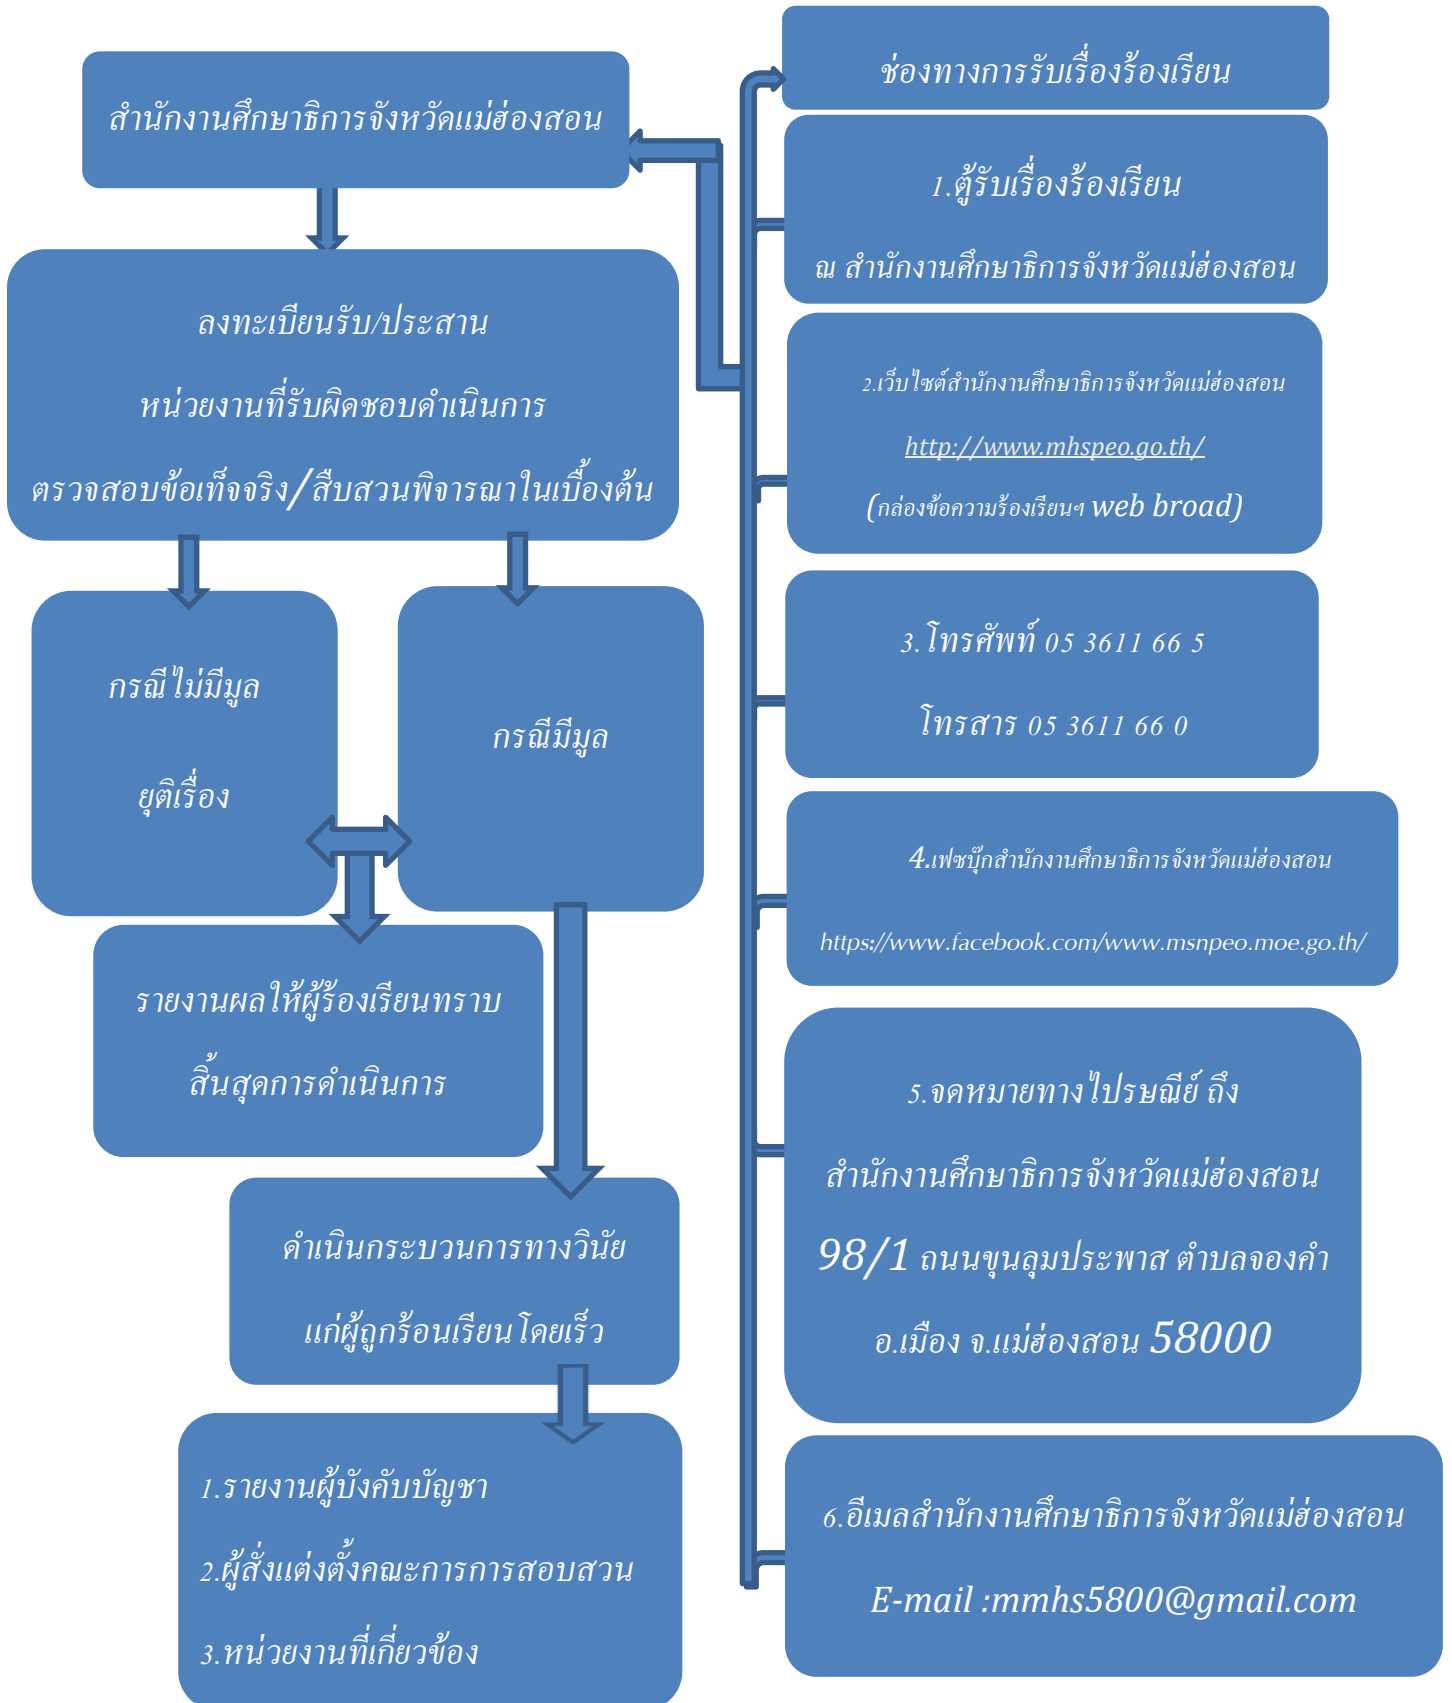 สำนักงานศึกษาธิการจังหวัดแม่ฮ่องสอน
ลงทะเบียนรับ/ประสาน
หน่วยงานที่รับผิดชอบดำเนินการ
ตรวจสอบข้อเท็จจริง/สืบสวนพิจารณาในเบื้องต้น
กรณีไม่มีมูล
ยุติเรื่อง
กรณีมีมูล
รายงานผลให้ผู้ร้องเรียนทราบ
สิ้นสุดการดำเนินการ
ดำเนินกระบวนการทางวินัย
แก่ผู้ถูกร้อนเรียนโดยเร็ว
1.รายงานผู้บังคับบัญชา
2.ผู้สั่งแต่งตั้งคณะการการสอบสวน
3.หน่วยงานที่เกี่ยวข้อง
ช่องทางการรับเรื่องร้องเรียน
1.ตู้รับเรื่องร้องเรียน
ณ สำนักงานศึกษาธิการจังหวัดแม่ฮ่องสอน
2.เว็บไซต์สำนักงานศึกษาธิการจังหวัดแม่ฮ่องสอน
http://www.mhspeo.go.th/
(กล่องข้อความร้องเรียนฯ web broad)
3.โทรศัพท์ 05 3611 66 5
โทรสาร 05 3611 66 0
4.เฟซบุ๊กสำนักงานศึกษาธิการจังหวัดแม่ฮ่องสอน
https://www.facebook.com/www.msnpeo.moe.go.th/
5.จดหมายทางไปรษณีย์ ถึง
สำนักงานศึกษาธิการจังหวัดแม่ฮ่องสอน
98/1 ถนนขุนลุมประพาส ตำบลจองคำ
อ.เมือง จ.แม่ฮ่องสอน 58000
6.อีเมลสำนักงานศึกษาธิการจังหวัดแม่ฮ่องสอน
E-mail :mmhs5800@gmail.com